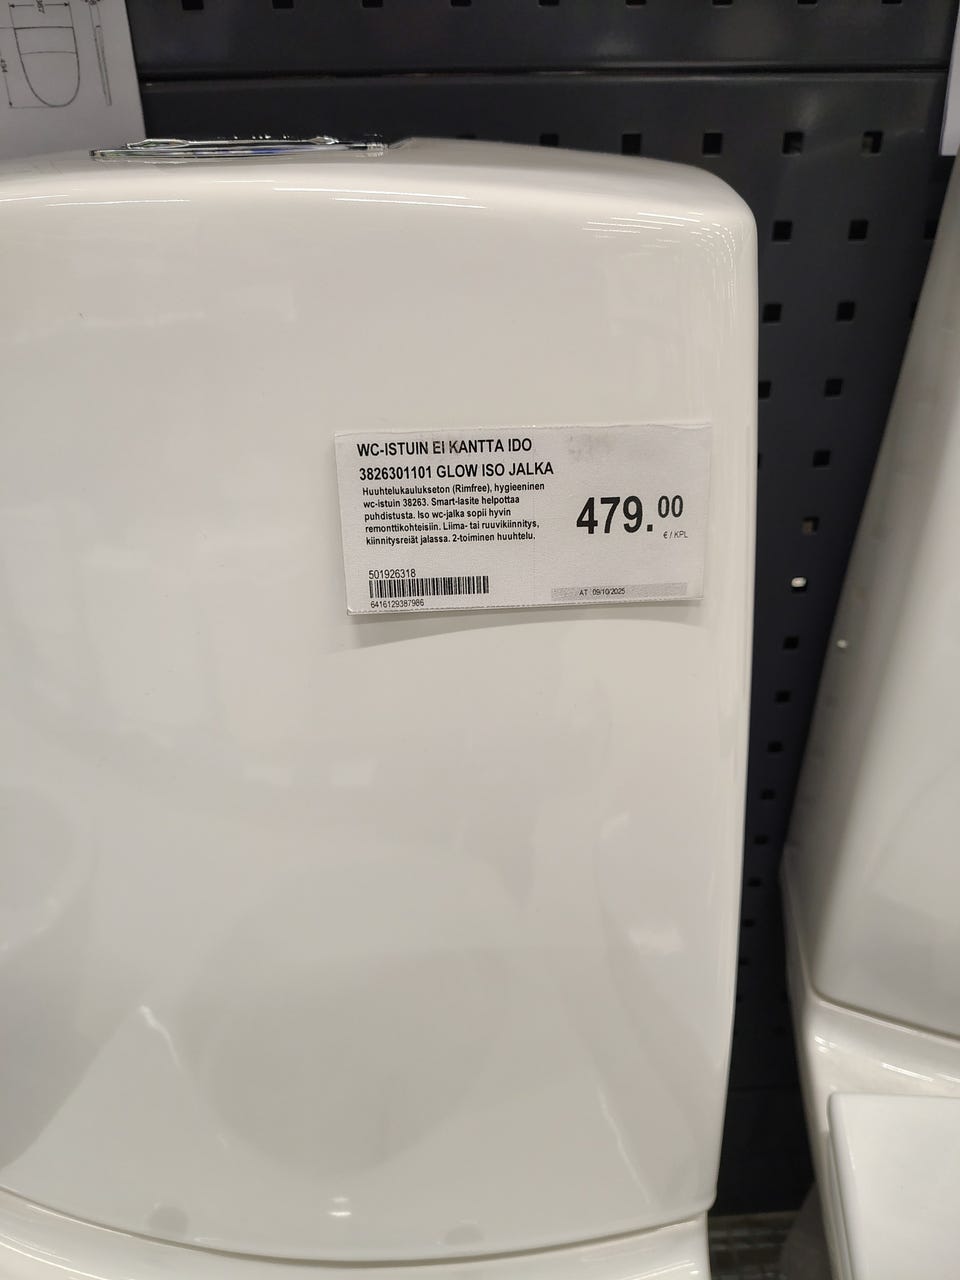 WC-ISTUIN EI KANTTA IDO
3826301101 GLOW ISO JALKA
Huuhtelukaulukseton (Rimfree), hygieeninen
wc-istuin 38263. Smart-lasite helpottaa
puhdistusta. Iso wc-jalka sopii hyvin
remonttikohteisiin. Liima- tai ruuvikiinnitys,
kiinnitysreiät jalassa. 2-toiminen huuhtelu.
479.00
€ / KPL
501926318
6416129387986
AT 09/10/2025